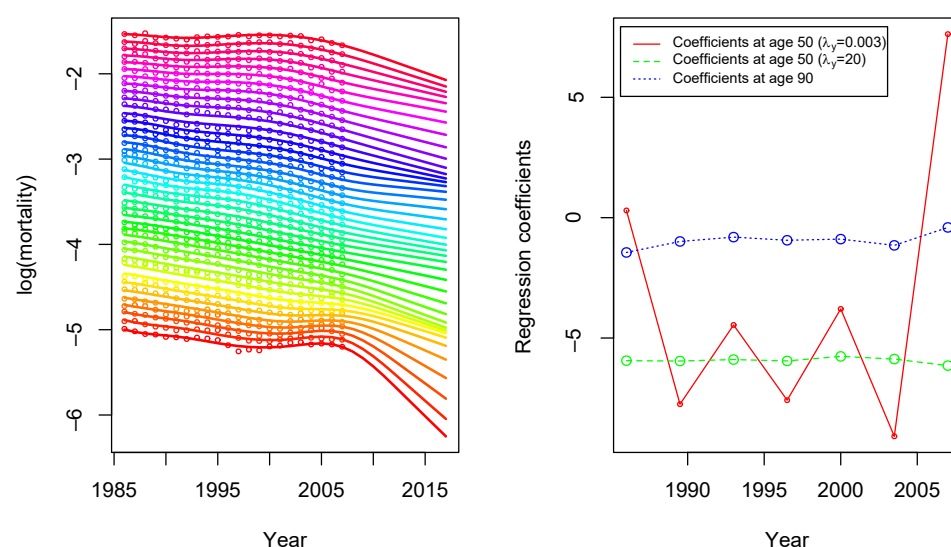 log(mortality)
−2
−3
−4
−5
−6
1985
1995
2005
2015
Year
Regression coefficients
5
0
−5
Coefficients at age 50 (λy=0.003)
Coefficients at age 50 (λy=20)
Coefficients at age 90
1990
1995
2000
2005
Year